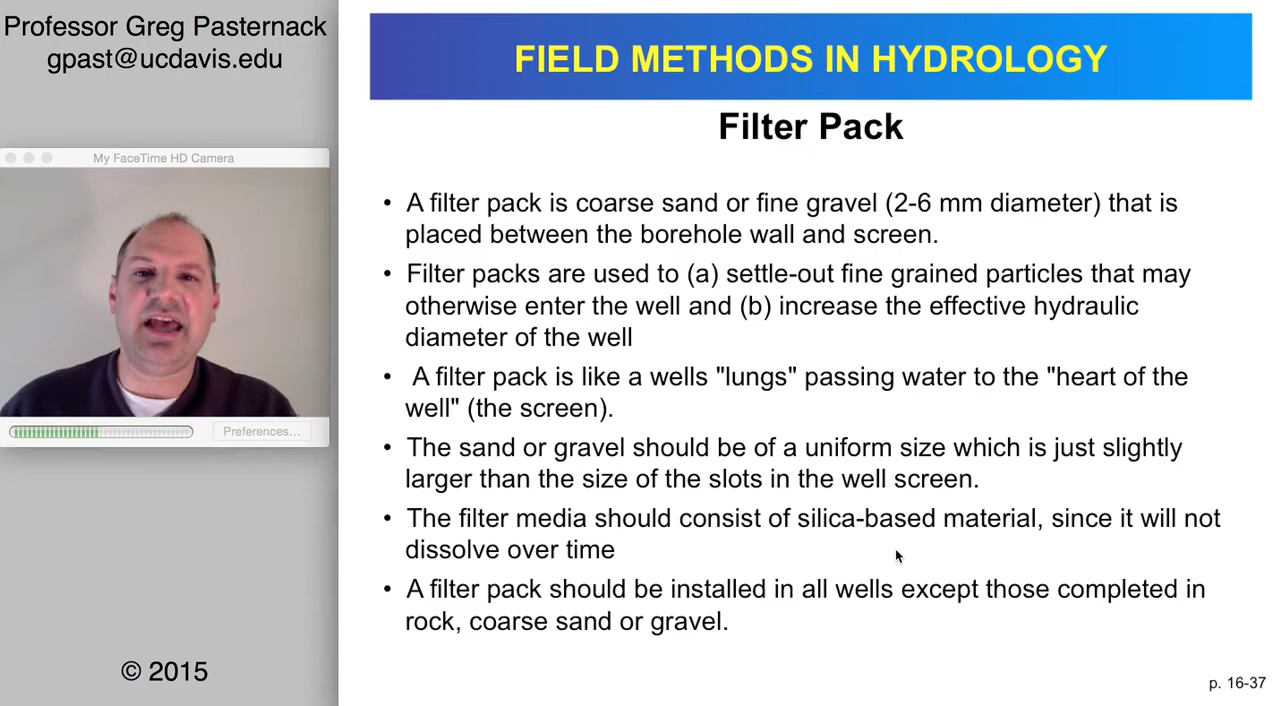 Professor Greg Pasternack
gpast@ucdavis.edu
My FaceTime HD Camera
Preferences...
© 2015
FIELD METHODS IN HYDROLOGY
Filter Pack
• A filter pack is coarse sand or fine gravel (2-6 mm diameter) that is
placed between the borehole wall and screen.
• Filter packs are used to (a) settle-out fine grained particles that may
otherwise enter the well and (b) increase the effective hydraulic
diameter of the well
• A filter pack is like a wells "lungs" passing water to the "heart of the
well" (the screen).
• The sand or gravel should be of a uniform size which is just slightly
larger than the size of the slots in the well screen.
• The filter media should consist of silica-based material, since it will not
dissolve over time
• A filter pack should be installed in all wells except those completed in
rock, coarse sand or gravel.
p. 16-37